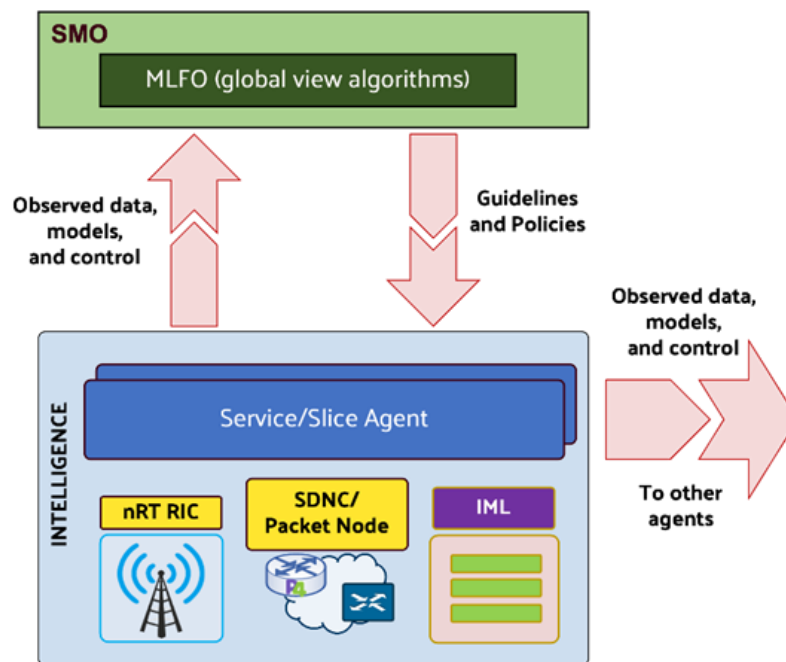 SMO
MLFO (global view algorithms)
Observed data,
models,
and control
Guidelines
and Policies
Observed data,
models,
and control
INTELLIGENCE
Service/Slice Agent
To other
agents
nRT RIC
SDNC/
Packet Node
IML
P4